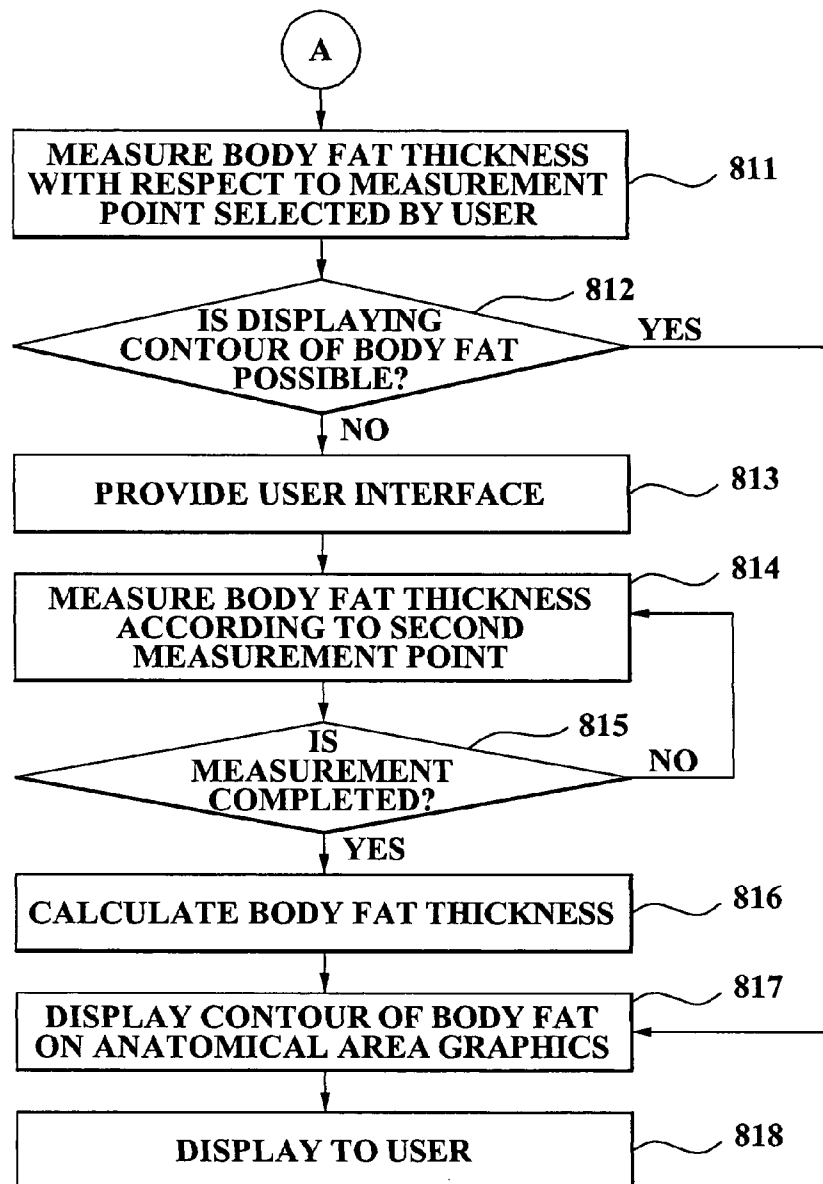 A
MEASURE BODY FAT THICKNESS
WITH RESPECT TO MEASUREMENT
POINT SELECTED BY USER
811
812
IS DISPLAYING
CONTOUR OF BODY FAT
POSSIBLE?
YES
NO
PROVIDE USER INTERFACE
813
814
MEASURE BODY FAT THICKNESS
ACCORDING TO SECOND
MEASUREMENT POINT
815
IS
MEASUREMENT
COMPLETED?
NO
YES
CALCULATE BODY FAT THICKNESS
816
817
DISPLAY CONTOUR OF BODY FAT
ON ANATOMICAL AREA GRAPHICS
DISPLAY TO USER
818